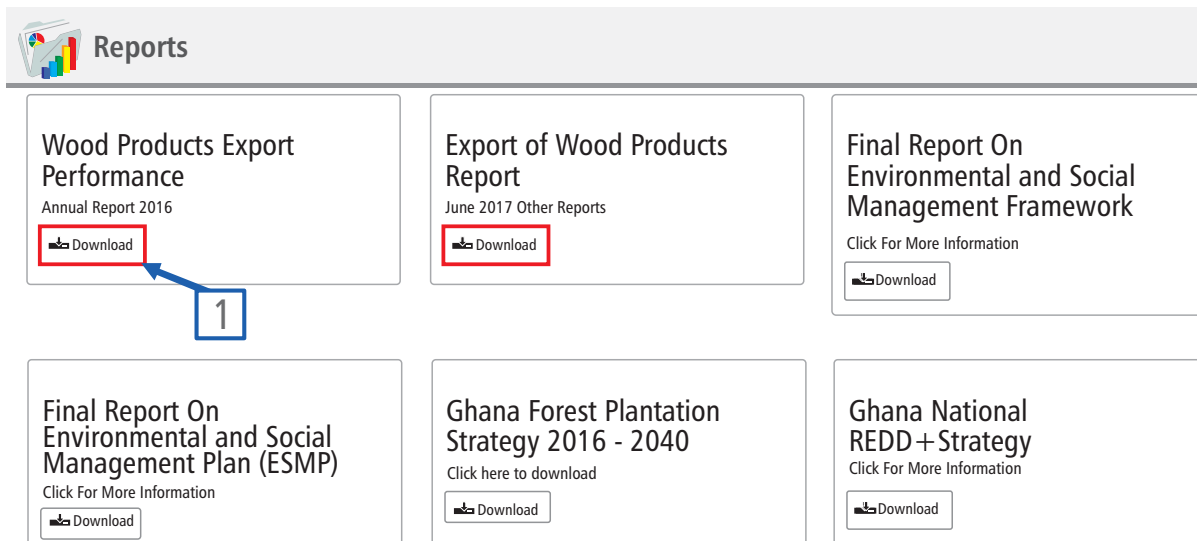 Reports
Wood Products Export
Performance
Annual Report 2016
Download
1
Export of Wood Products
Report
June 2017 Other Reports
Download
Final Report On
Environmental and Social
Management Framework
Click For More Information
Download
Final Report On
Environmental and Social
Management Plan (ESMP)
Click For More Information
Download
Ghana Forest Plantation
Strategy 2016 - 2040
Click here to download
Download
Ghana National
REDD+Strategy
Click For More Information
Download